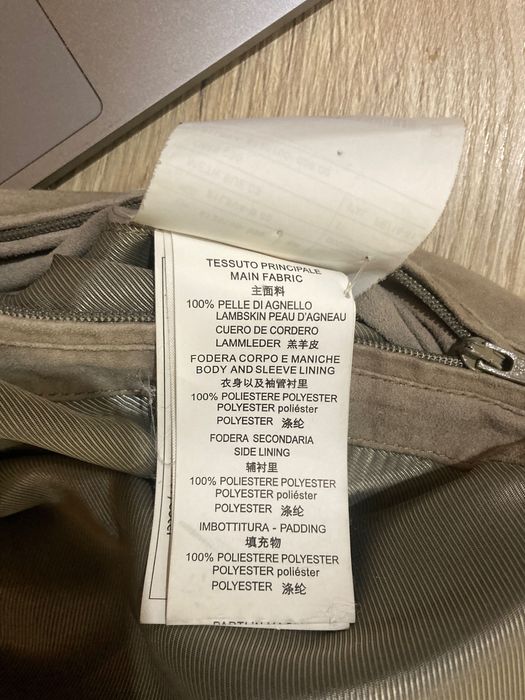 TESSUTO PRINCIPALE
MAIN FABRIC
主面料
100% PELLE DI AGNELLO
LAMBSKIN PEAU D'AGNEAU
CUERO DE CORDERO
LAMMLEDER 羔羊皮
FODERA CORPO E MANICHE
BODY AND SLEEVE LINING
衣身以及袖管衬里
100% POLIESTERE POLYESTER
POLYESTER poliéster
POLYESTER 涤纶
FODERA SECONDARIA
SIDE LINING
辅衬里
100% POLIESTERE POLYESTER
POLYESTER poliéster
POLYESTER 涤纶
IMBOTTITURA - PADDING
填充物
100% POLIESTERE POLYESTER
POLYESTER poliéster
POLYESTER 涤纶